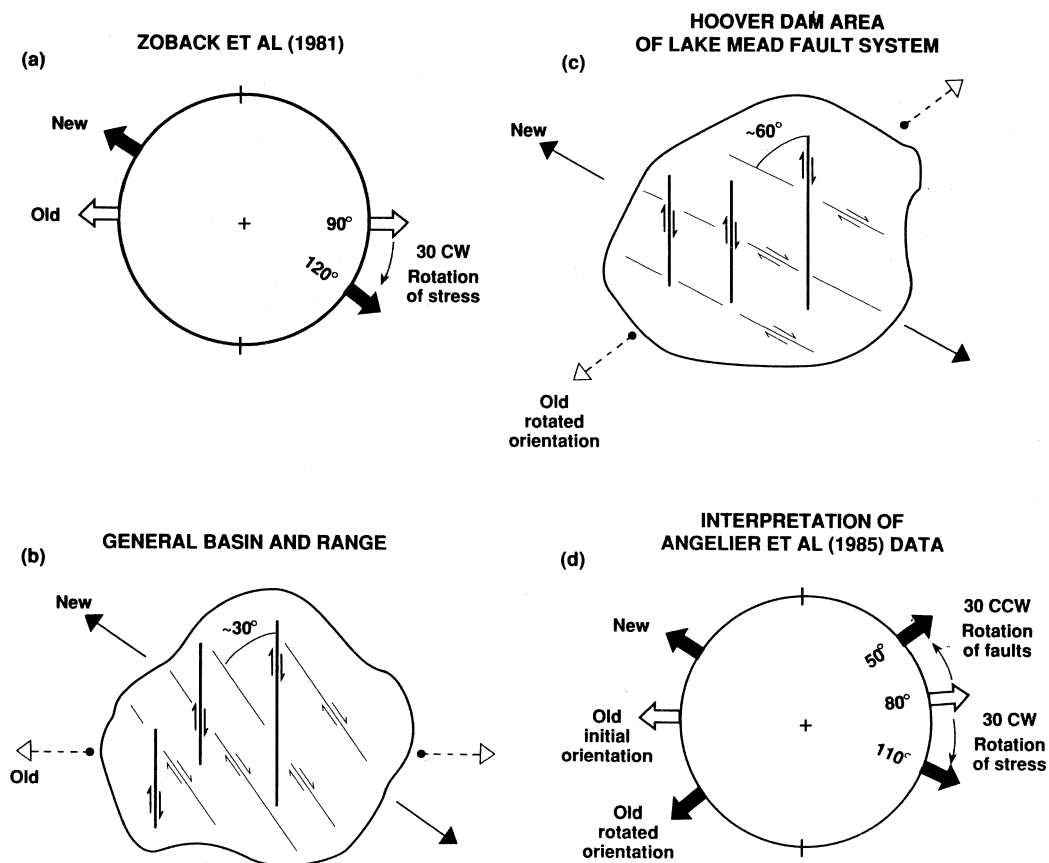 (a)
ZOBACK ET AL (1981)
New
Old
90°
120°
30 CW
Rotation
of stress
HOOVER DAM AREA
OF LAKE MEAD FAULT SYSTEM
(c)
New
~60°
Old
rotated
orientation
(b)
GENERAL BASIN AND RANGE
New
~30°
Old
INTERPRETATION OF
ANGELIER ET AL (1985) DATA
(d)
New
Old
initial
orientation
Old
rotated
orientation
50°
80°
110°
30 CCW
Rotation
of faults
30 CW
Rotation
of stress